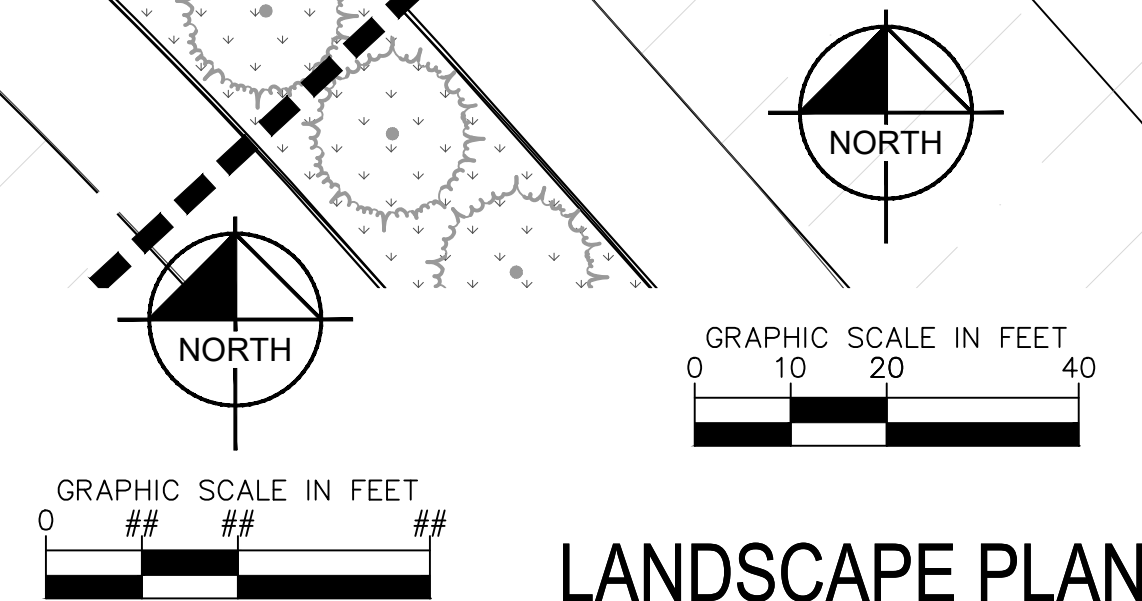 NORTH
NORTH
GRAPHIC SCALE IN FEET
0 10 20 40
GRAPHIC SCALE IN FEET
0 ## ## ##
LANDSCAPE PLAN